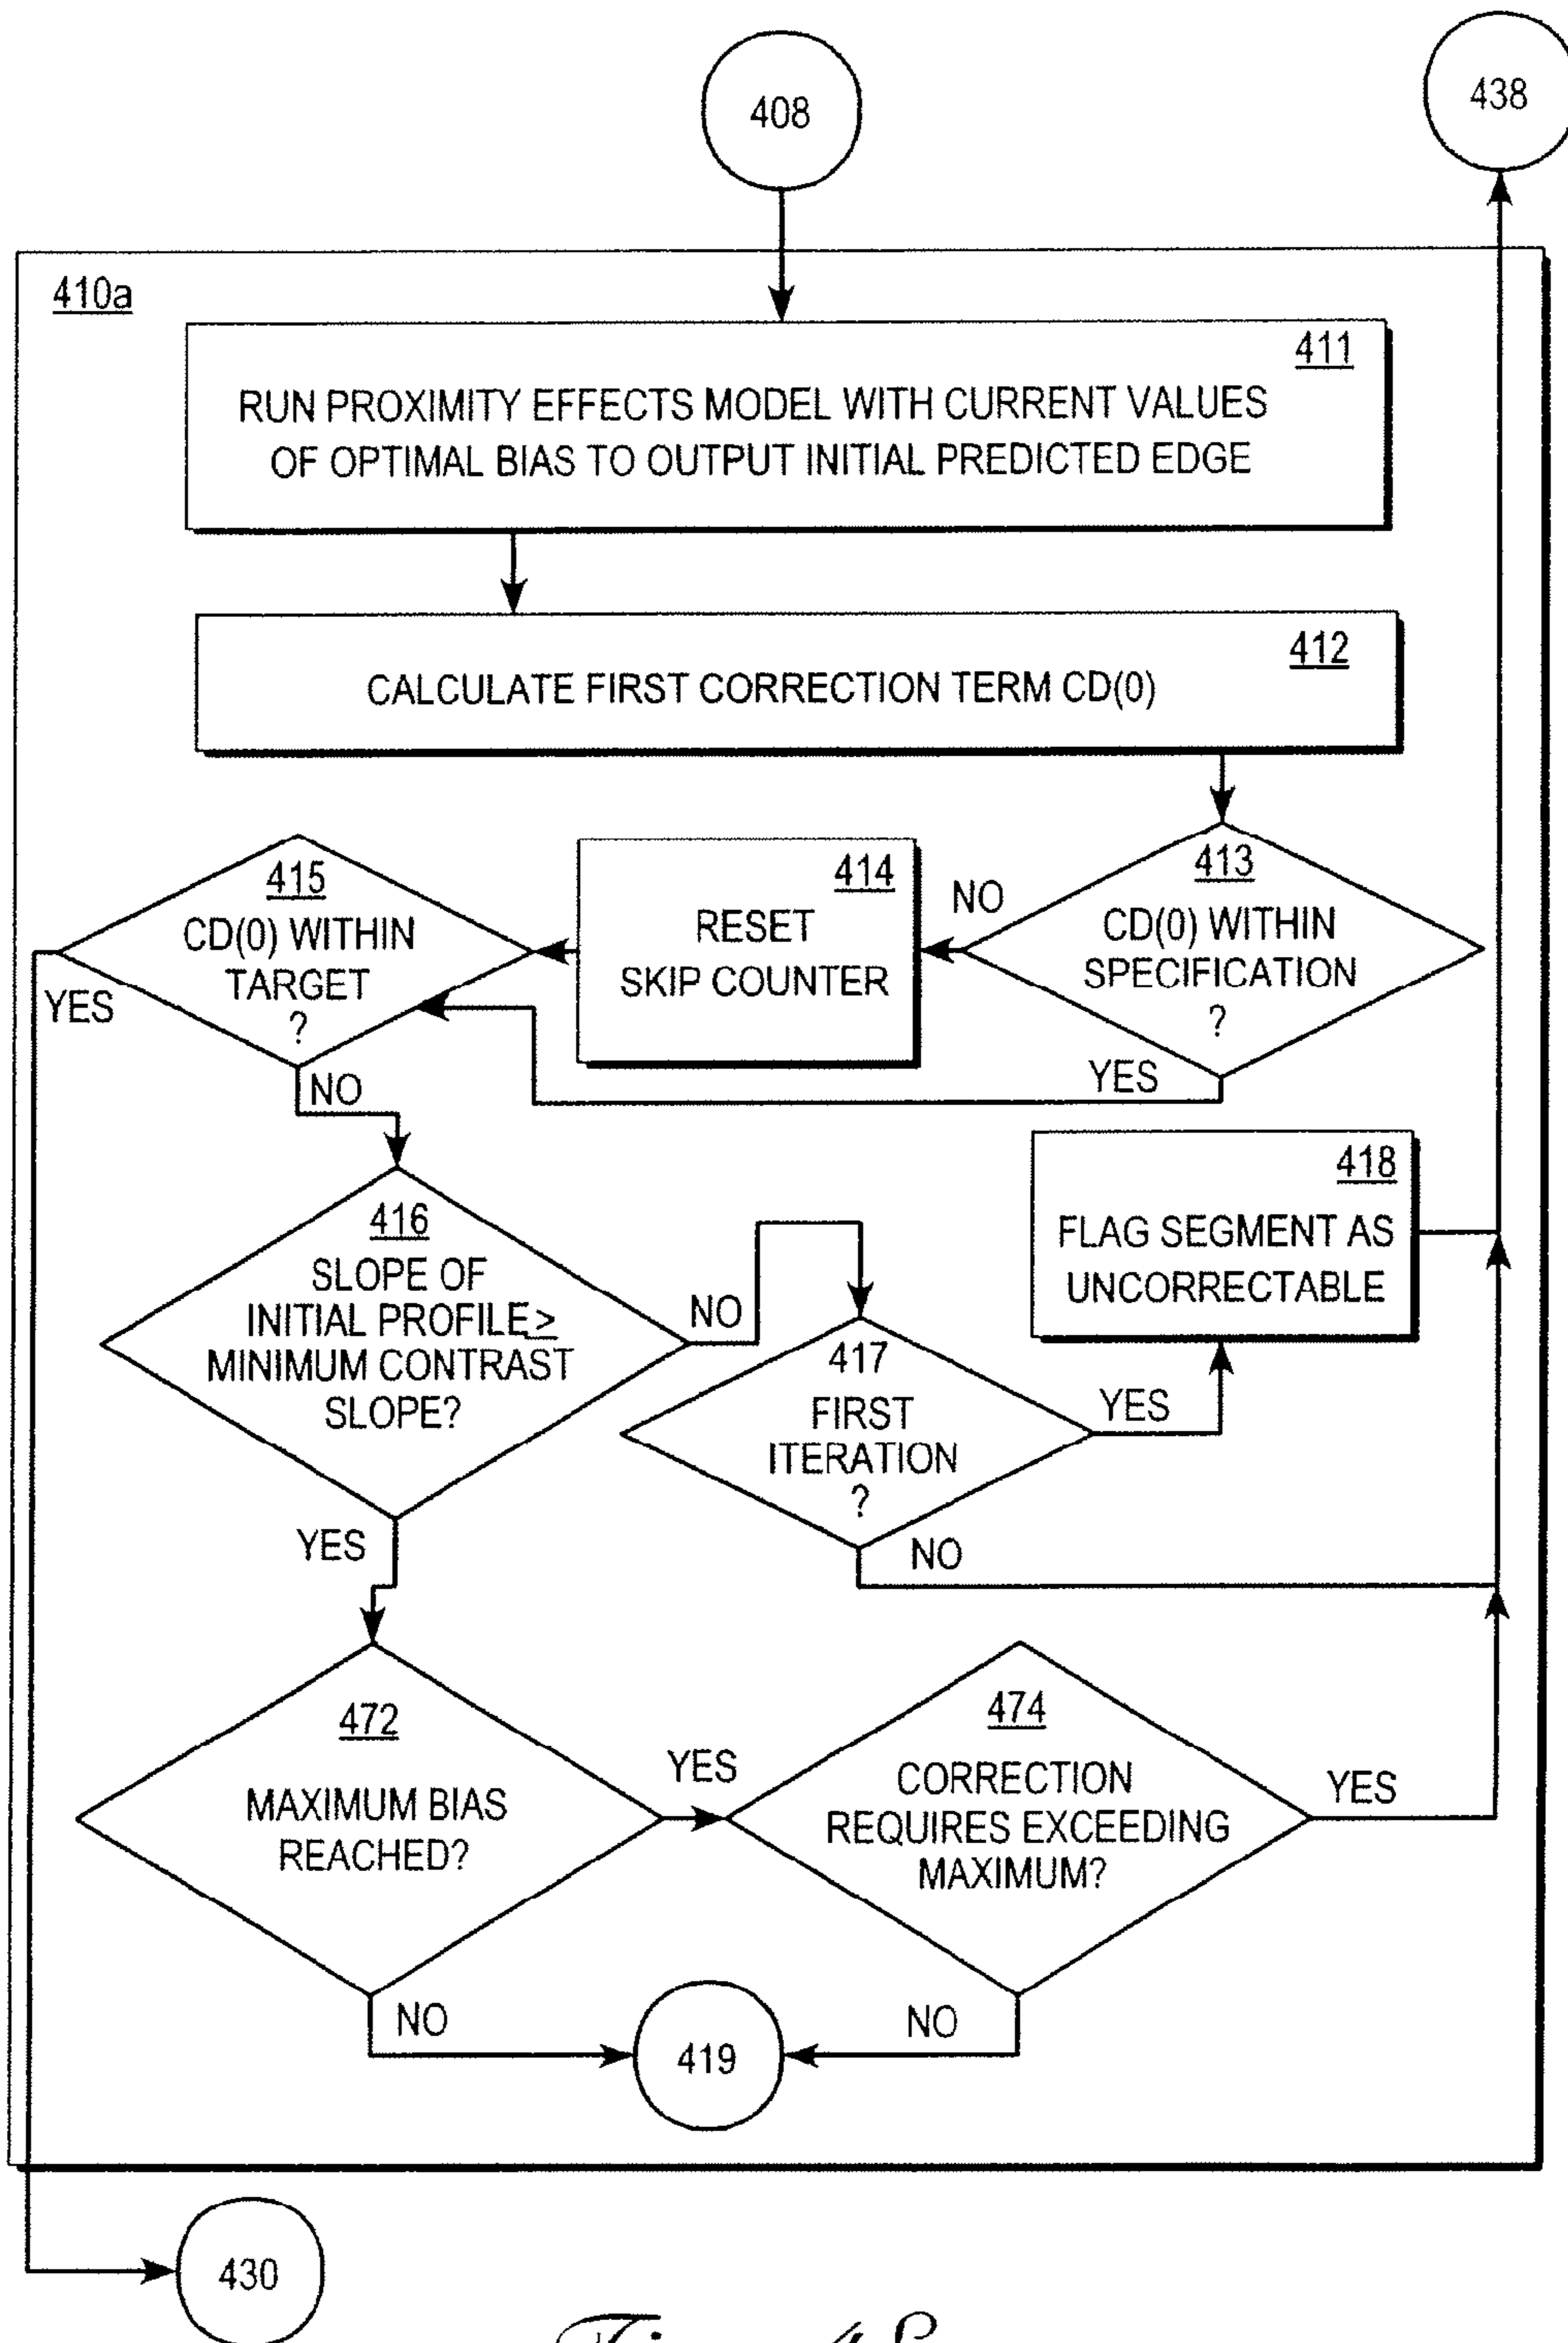 408
438
410a
411
RUN PROXIMITY EFFECTS MODEL WITH CURRENT VALUES
OF OPTIMAL BIAS TO OUTPUT INITIAL PREDICTED EDGE
412
CALCULATE FIRST CORRECTION TERM CD(0)
415
CD(0) WITHIN
TARGET
?
YES
NO
414
RESET
SKIP COUNTER
NO
413
CD(0) WITHIN
SPECIFICATION
?
YES
416
SLOPE OF
INITIAL PROFILE ≥
MINIMUM CONTRAST
SLOPE?
NO
YES
417
FIRST
ITERATION
?
YES
NO
418
FLAG SEGMENT AS
UNCORRECTABLE
472
MAXIMUM BIAS
REACHED?
YES
NO
474
CORRECTION
REQUIRES EXCEEDING
MAXIMUM?
YES
NO
419
430